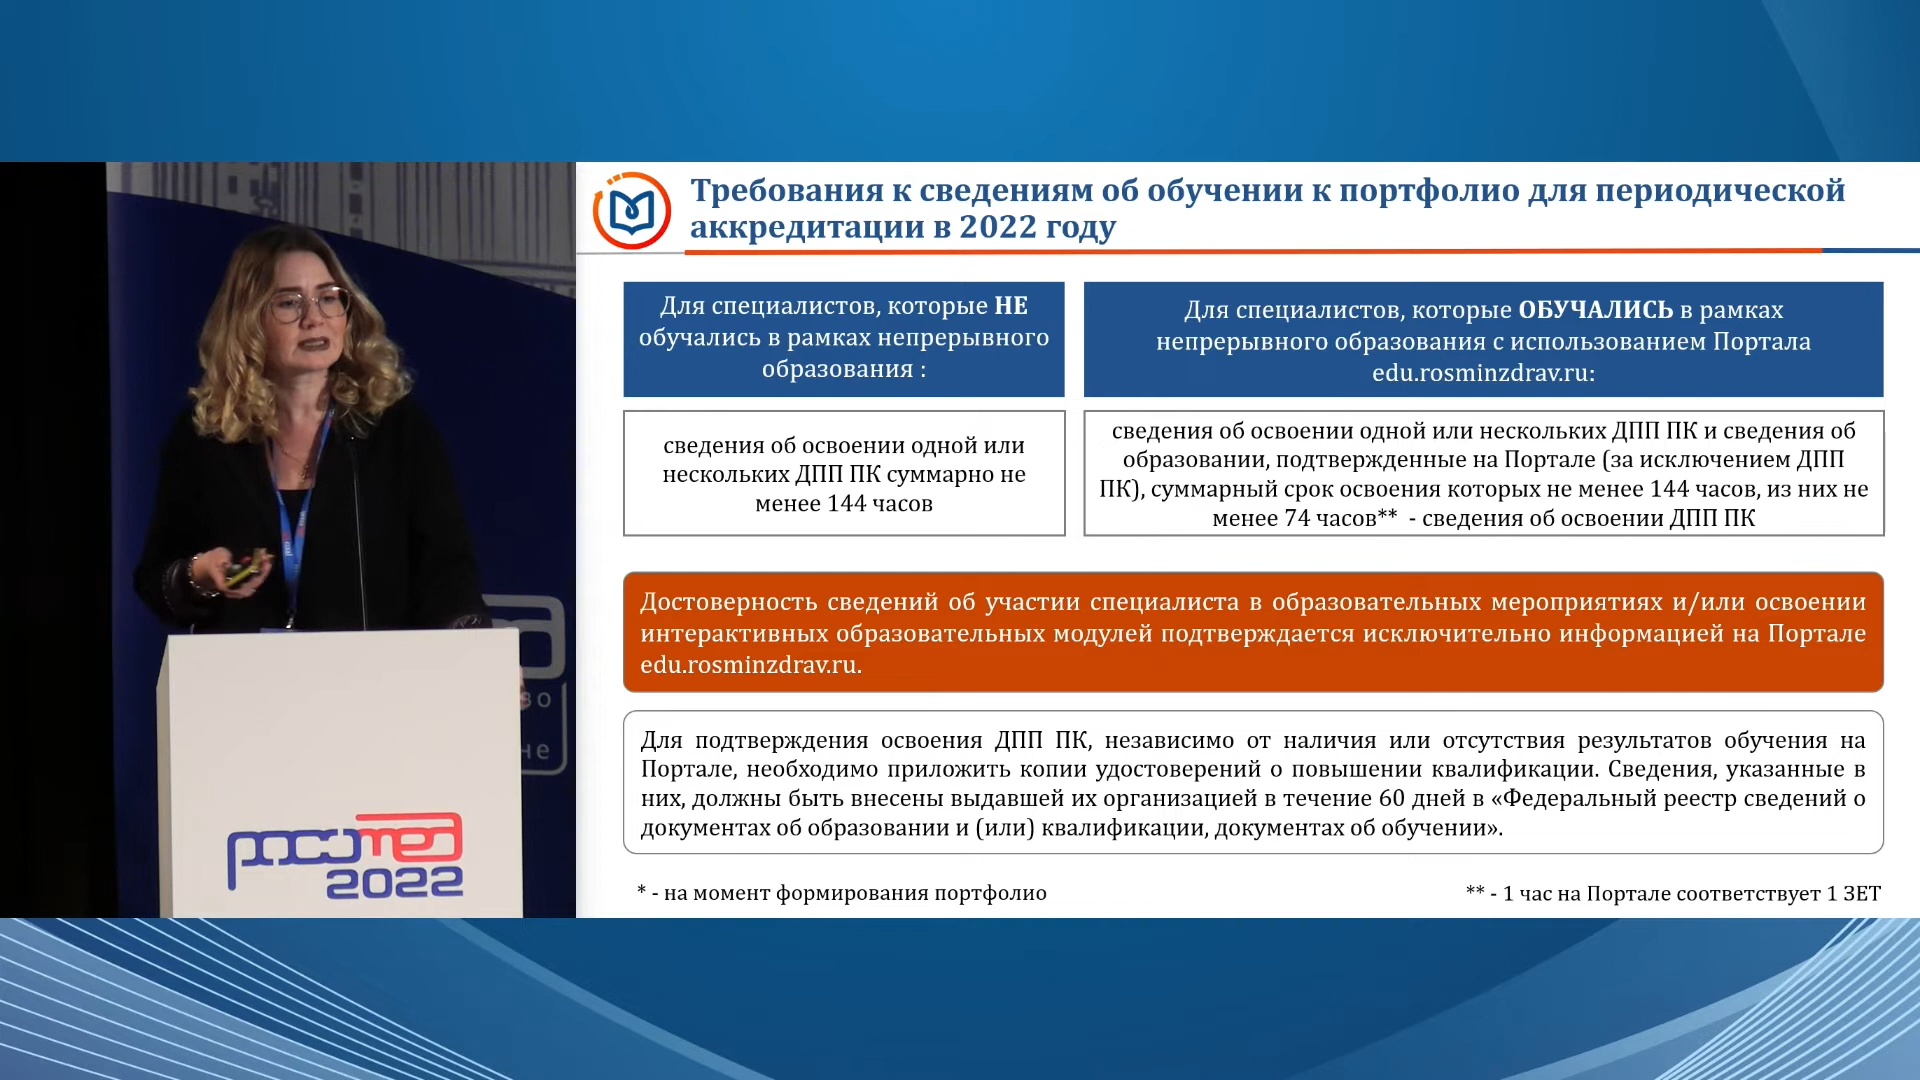 Требования к сведениям об обучении к портфолио для периодической
аккредитации в 2022 году
Для специалистов, которые НЕ
обучались в рамках непрерывного
образования :
Для специалистов, которые ОБУЧАЛИСЬ в рамках
непрерывного образования с использованием Портала
edu.rosminzdrav.ru:
сведения об освоении одной или
нескольких ДПП ПК суммарно не
менее 144 часов
сведения об освоении одной или нескольких ДПП ПК и сведения об
образовании, подтвержденные на Портале (за исключением ДПП
ПК), суммарный срок освоения которых не менее 144 часов, из них не
менее 74 часов** - сведения об освоении ДПП ПК
Достоверность сведений об участии специалиста в образовательных мероприятиях и/или освоении
интерактивных образовательных модулей подтверждается исключительно информацией на Портале
edu.rosminzdrav.ru.
Для подтверждения освоения ДПП ПК, независимо от наличия или отсутствия результатов обучения на
Портале, необходимо приложить копии удостоверений о повышении квалификации. Сведения, указанные в
них, должны быть внесены выдавшей их организацией в течение 60 дней в «Федеральный реестр сведений о
документах об образовании и (или) квалификации, документах об обучении».
* - на момент формирования портфолио
** - 1 час на Портале соответствует 1 ЗЕТ
росомед
2022